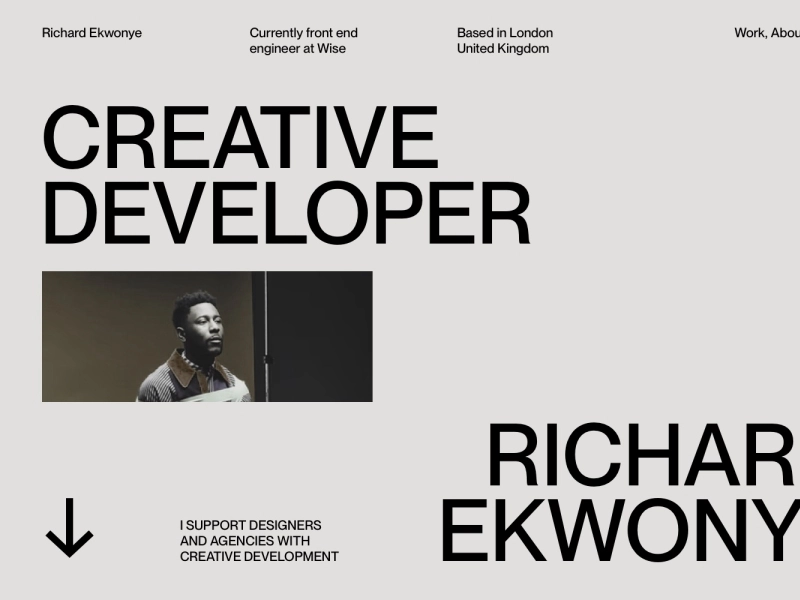 Richard Ekwonye
Currently front end
engineer at Wise
Based in London
United Kingdom
Work, Abou
CREATIVE
DEVELOPER
RICHAR
EKWONY
I SUPPORT DESIGNERS
AND AGENCIES WITH
CREATIVE DEVELOPMENT